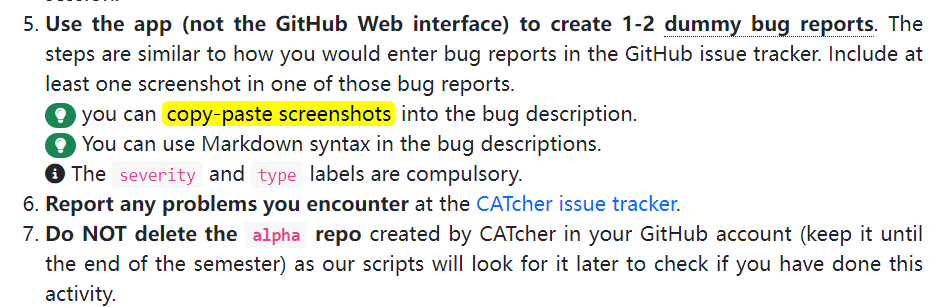 5. Use the app (not the GitHub Web interface) to create 1-2 dummy bug reports. The
steps are similar to how you would enter bug reports in the GitHub issue tracker. Include at
least one screenshot in one of those bug reports.
you can copy-paste screenshots into the bug description.
You can use Markdown syntax in the bug descriptions.
The severity and type labels are compulsory.
6. Report any problems you encounter at the CATcher issue tracker.
7. Do NOT delete the alpha repo created by CATcher in your GitHub account (keep it until
the end of the semester) as our scripts will look for it later to check if you have done this
activity.